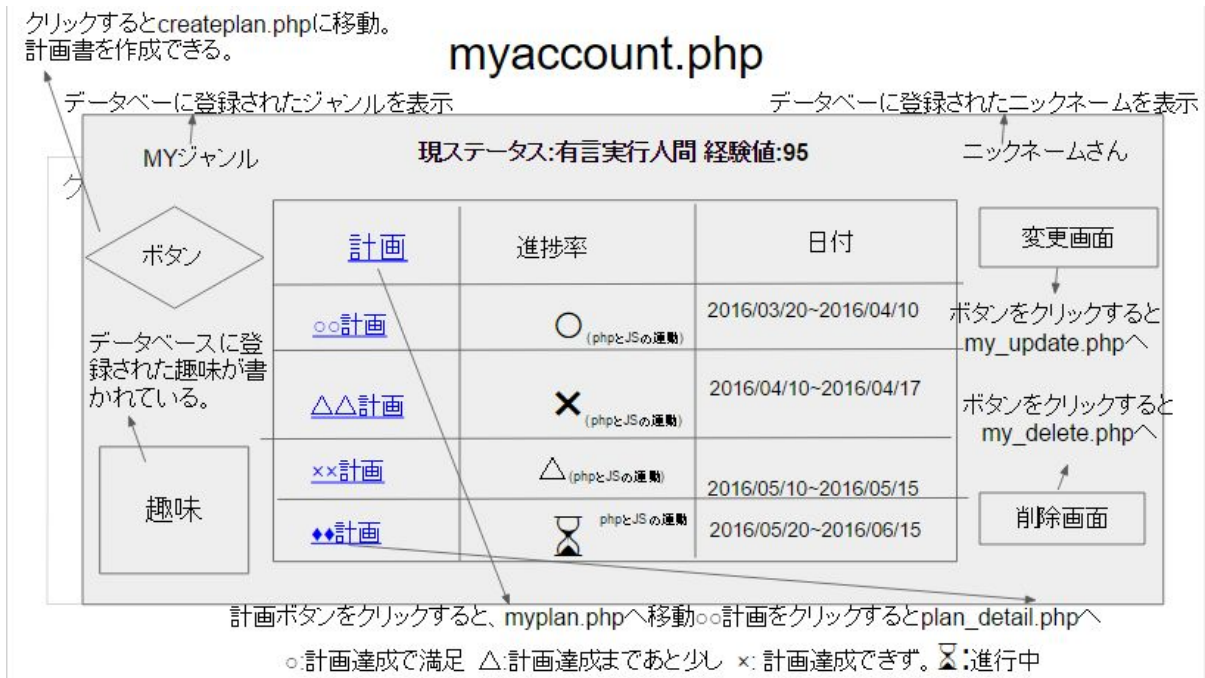 クリックするとcreateplan.phpに移動。
計画書を作成できる。
myaccount.php
データベーに登録されたジャンルを表示
データベーに登録されたニックネームを表示
MYジャンル
現ステータス:有言実行人間 経験値:95
ニックネームさん
ク
ボタン
計画
進捗率
日付
変更画面
○○計画
○(phpとJSの連動)
2016/03/20~2016/04/10
ボタンをクリックすると
my_update.phpへ
データベースに登
録された趣味が書
かれている。
△△計画
×(phpとJSの連動)
2016/04/10~2016/04/17
ボタンをクリックすると
my_delete.phpへ
××計画
△(phpとJSの連動)
2016/05/10~2016/05/15
趣味
♦♦計画
phpとJSの連動
2016/05/20~2016/06/15
削除画面
計画ボタンをクリックすると、myplan.phpへ移動○○計画をクリックするとplan_detail.phpへ
○:計画達成で満足 △:計画達成まであと少し ×: 計画達成できず。⌛:進行中